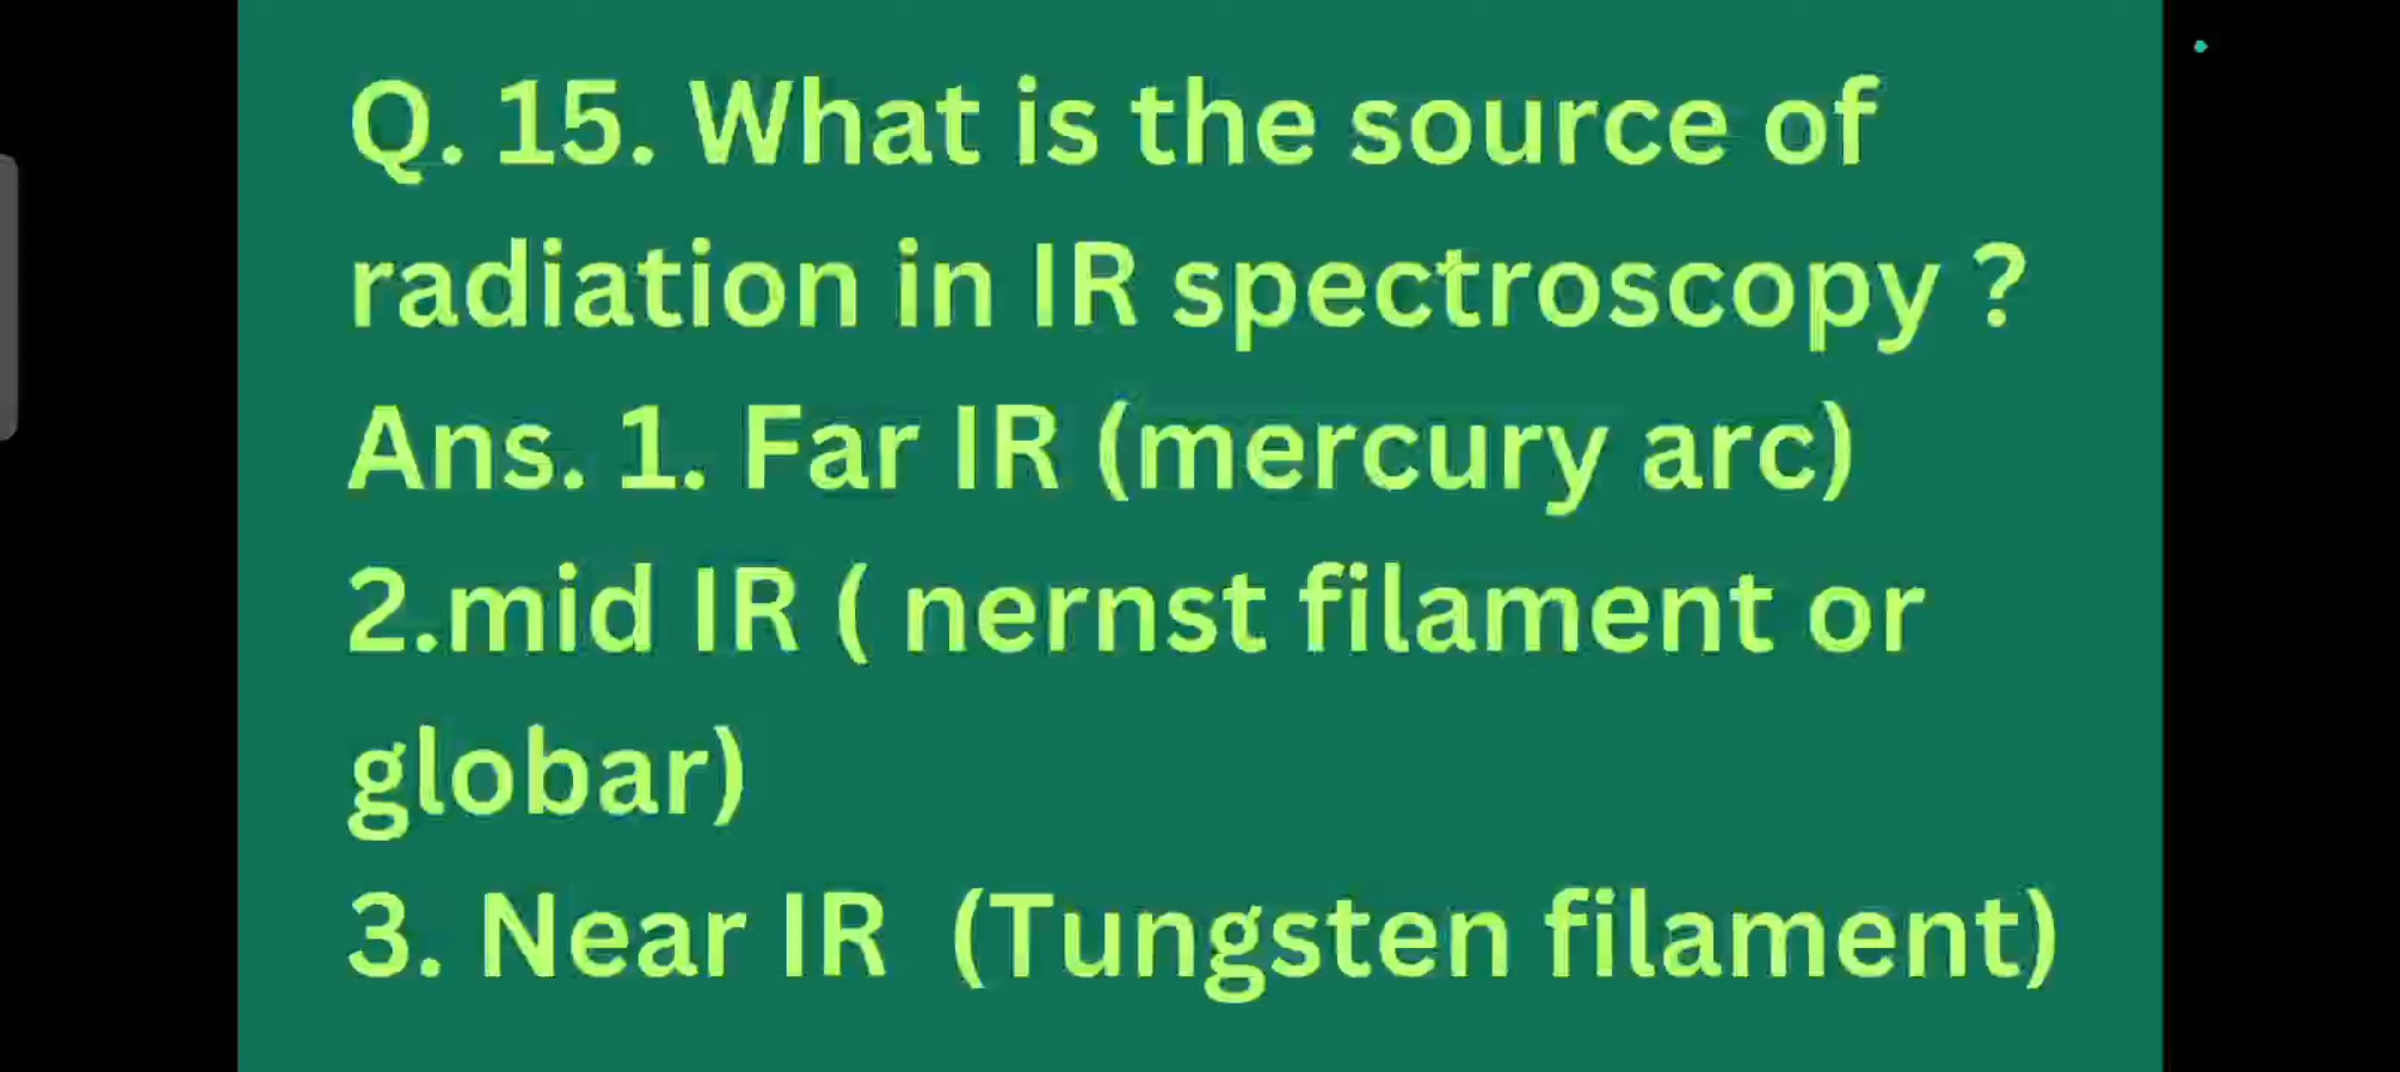 Q. 15. What is the source of
radiation in IR spectroscopy ?
Ans. 1. Far IR (mercury arc)
2.mid IR ( nernst filament or
globar)
3. Near IR  (Tungsten filament)